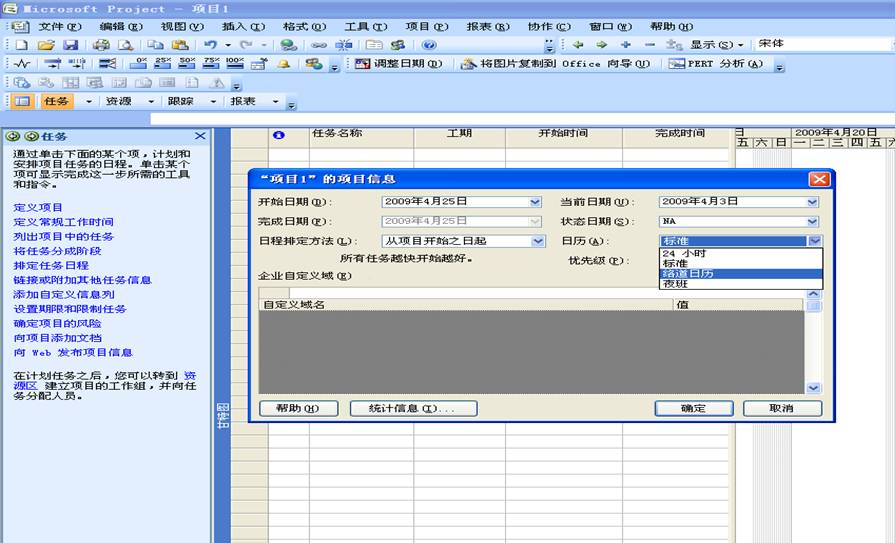 Microsoft Project - 项目1
文件(F) 编辑(E) 视图(V) 插入(I) 格式(O) 工具(T) 项目(P) 报表(R) 协作(C) 窗口(W) 帮助(H)
显示(S) 宋体
0% 25% 50% 75% 100% 调整日期(D) 将图片复制到 Office 向导(U) PERT 分析(A)
任务 资源 跟踪 报表
任务
通过单击下面的某个项，计划和
安排项目任务的日程。单击某个
项可显示完成这一步所需的工具
和指令。
定义项目
定义常规工作时间
列出项目中的任务
将任务分成阶段
排定任务日程
链接或附加其他任务信息
添加自定义信息列
设置期限和限制任务
确定项目的风险
向项目添加文档
向 Web 发布项目信息
在计划任务之后，您可以转到 资
源区 建立项目的工作组，并向任
务分配人员。
甘特图
任务名称 工期 开始时间 完成时间
日 2009年4月20日
五 六 日 一 二 三 四 五 六
“项目1”的项目信息
开始日期(D): 2009年4月25日 当前日期(U): 2009年4月3日
完成日期(F): 2009年4月25日 状态日期(S): NA
日程排定方法(L): 从项目开始之日起 日历(A): 标准
所有任务越快开始越好。 优先级(P):
24 小时
标准
络道日历
夜班
企业自定义域(R)
自定义域名 值
帮助(H) 统计信息(I)... 确定 取消